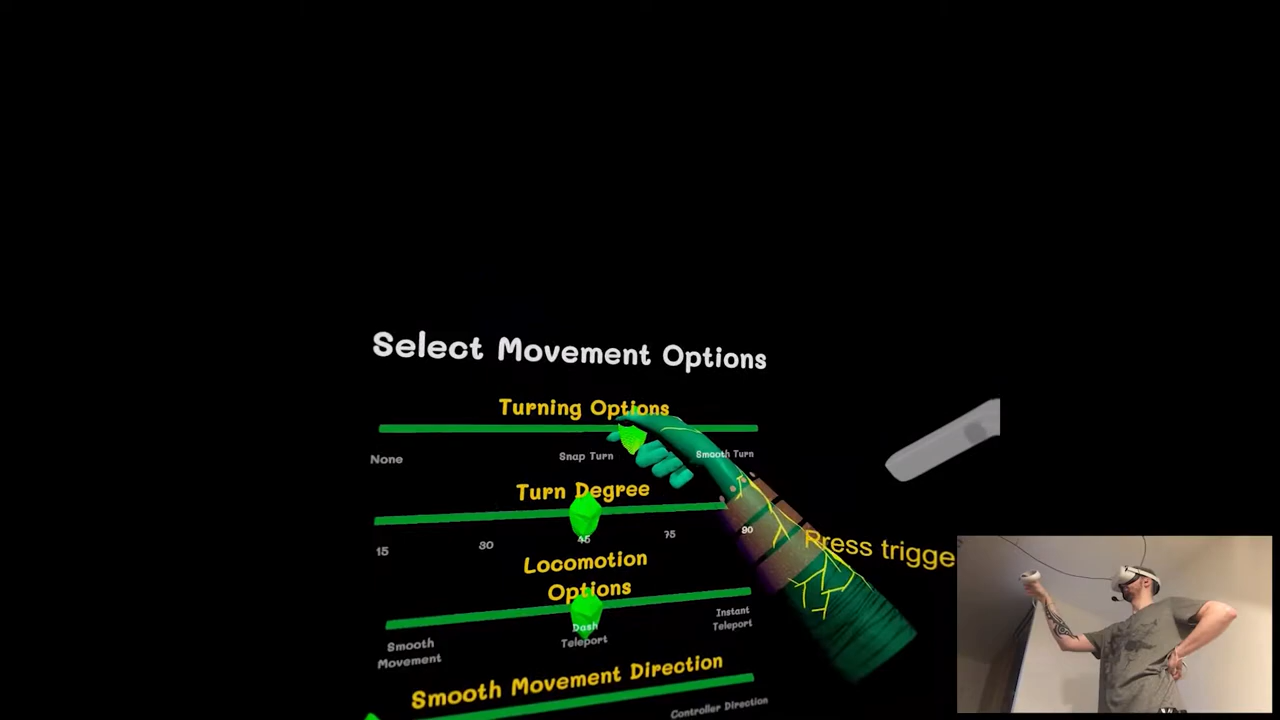 Select Movement Options
Turning Options
None
Snap Turn
Smooth Turn
Turn Degree
15
30
45
75
90
Press trigge
Locomotion
Options
Smooth
Movement
Dash
Teleport
Instant
Teleport
Smooth Movement Direction
Controller Direction